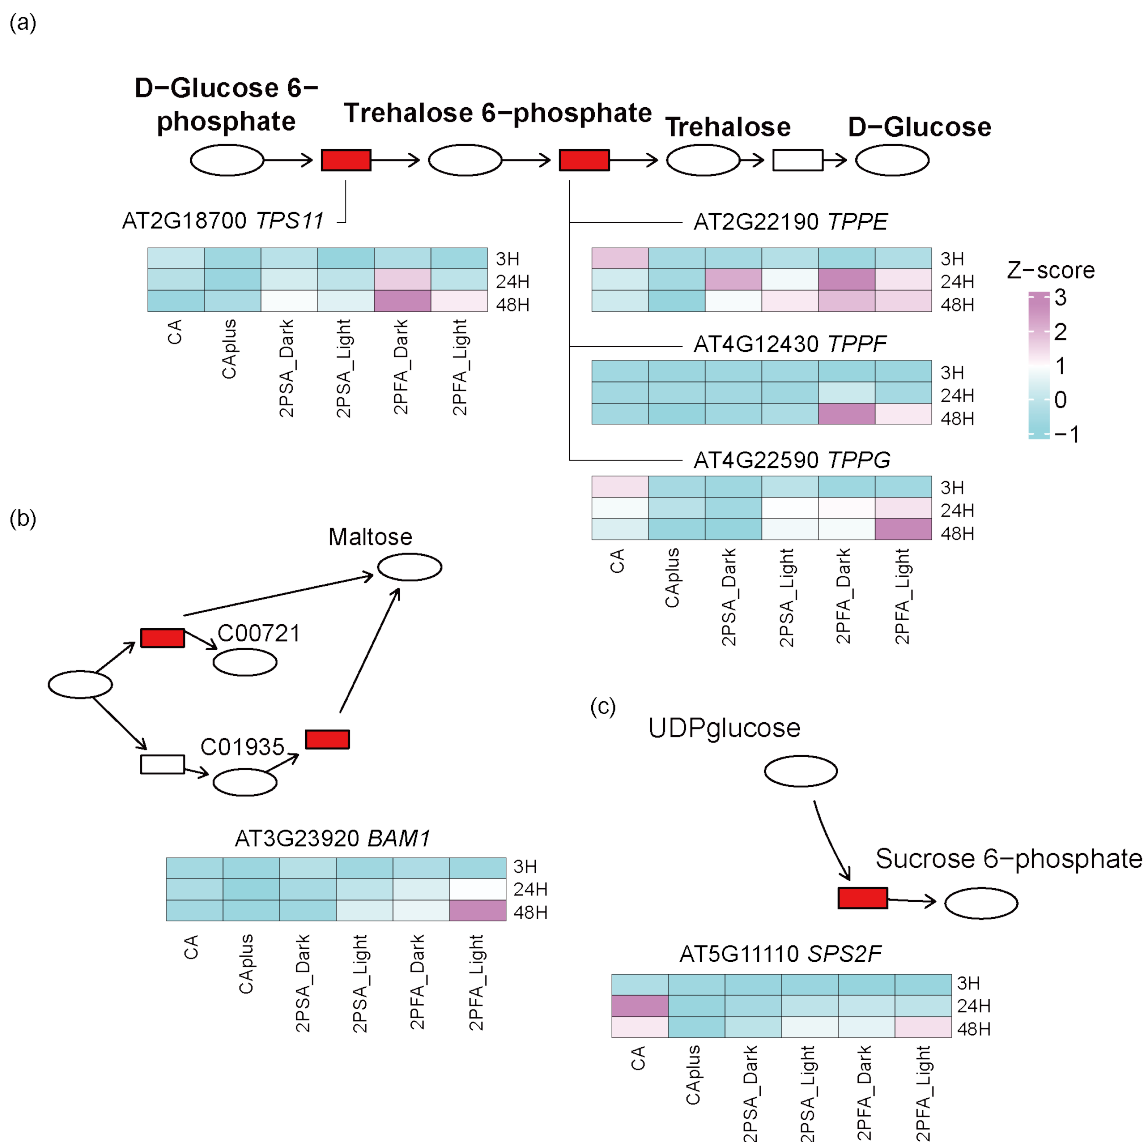 (a)
D−Glucose 6−
phosphate
Trehalose 6−phosphate
Trehalose
D−Glucose
AT2G18700 TPS11
3H
24H
48H
CA
CAplus
2PSA_Dark
2PSA_Light
2PFA_Dark
2PFA_Light
AT2G22190 TPPE
3H
24H
48H
AT4G12430 TPPF
3H
24H
48H
AT4G22590 TPPG
3H
24H
48H
CA
CAplus
2PSA_Dark
2PSA_Light
2PFA_Dark
2PFA_Light
Z−score
3
2
1
0
−1
(b)
Maltose
C00721
C01935
AT3G23920 BAM1
3H
24H
48H
CA
CAplus
2PSA_Dark
2PSA_Light
2PFA_Dark
2PFA_Light
(c)
UDPglucose
Sucrose 6−phosphate
AT5G11110 SPS2F
3H
24H
48H
CA
CAplus
2PSA_Dark
2PSA_Light
2PFA_Dark
2PFA_Light